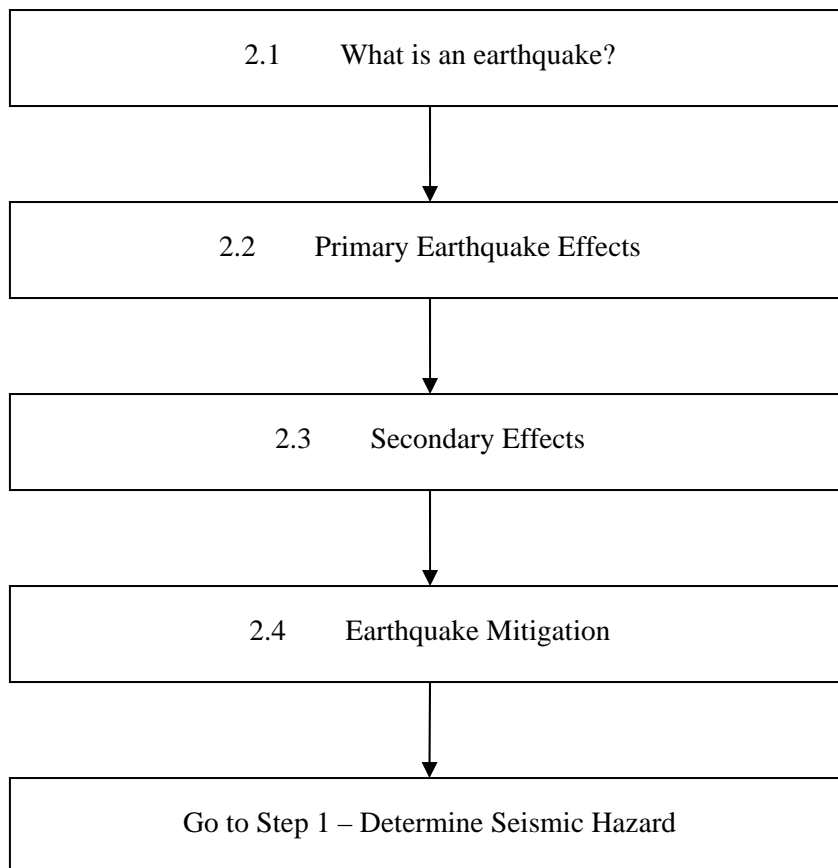 2.1 What is an earthquake?
2.2 Primary Earthquake Effects
2.3 Secondary Effects
2.4 Earthquake Mitigation
Go to Step 1 – Determine Seismic Hazard